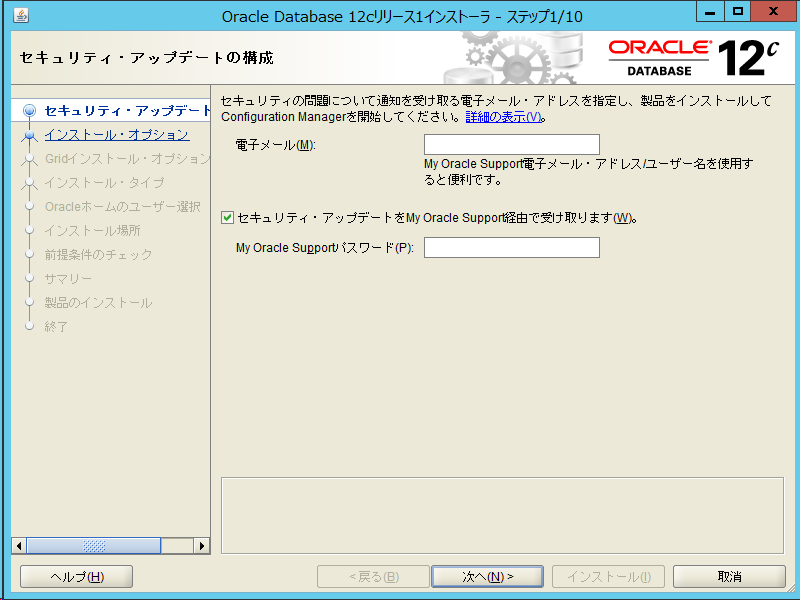 Oracle Database 12cリリース1インストーラ - ステップ1/10
セキュリティ・アップデートの構成
ORACLE
DATABASE
12c
セキュリティ・アップデート
インストール・オプション
Gridインストール・オプション
インストール・タイプ
Oracleホームのユーザー選択
インストール場所
前提条件のチェック
サマリー
製品のインストール
終了
セキュリティの問題について通知を受け取る電子メール・アドレスを指定し、製品をインストールして
Configuration Managerを開始してください。詳細の表示(V)。
電子メール(M):
My Oracle Support電子メール・アドレス/ユーザー名を使用す
ると便利です。
セキュリティ・アップデートをMy Oracle Support経由で受け取ります(W)。
My Oracle Supportパスワード(P):
ヘルプ(H)
< 戻る(B)
次へ(N) >
インストール(I)
取消